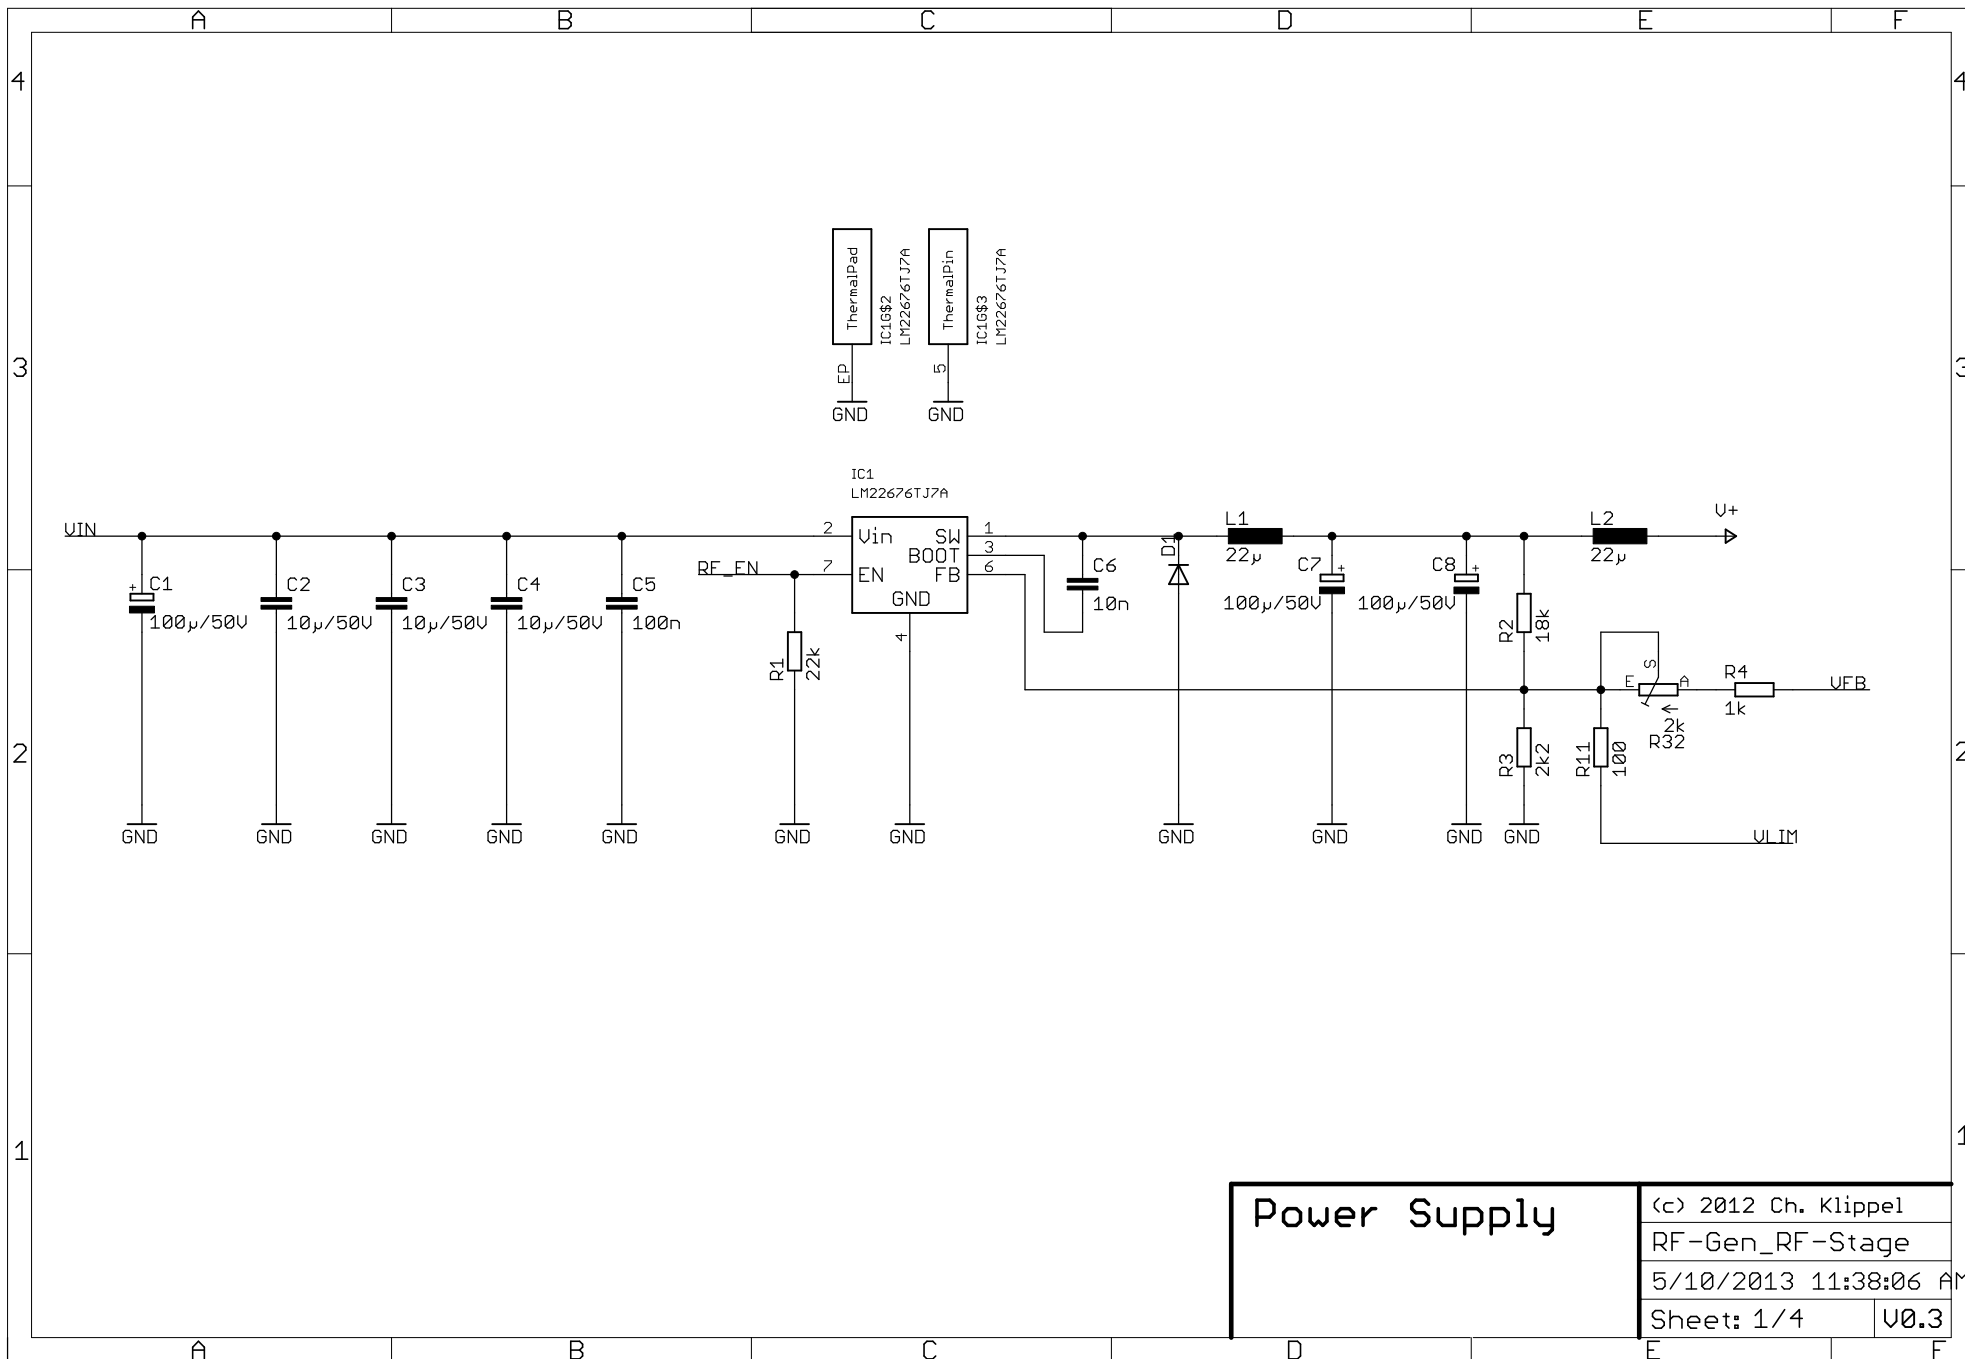 A B C D E F
4 4
ThermalPad
IC1G$2
LM22676TJ7A
ThermalPin
IC1G$3
LM22676TJ7A
3 3
EP 5
GND GND
IC1
LM22676TJ7A
VIN
2 Vin SW 1
BOOT 3
RF_EN 7 EN FB 6
GND
4
+ C1
100µ/50V
C2
10µ/50V
C3
10µ/50V
C4
10µ/50V
C5
100n
R1
22k
C6
10n
D1
L1
22µ
C7 +
100µ/50V
C8 +
100µ/50V
R2
18k
L2
22µ
V+
S
E A
2k
R32
R4
1k
VFB
2 2
R3
2k2
R11
100
GND GND GND GND GND GND GND GND GND GND GND
VLIM
1 1
Power Supply
(c) 2012 Ch. Klippel
RF-Gen_RF-Stage
5/10/2013 11:38:06 AM
Sheet: 1/4 V0.3
A B C D E F